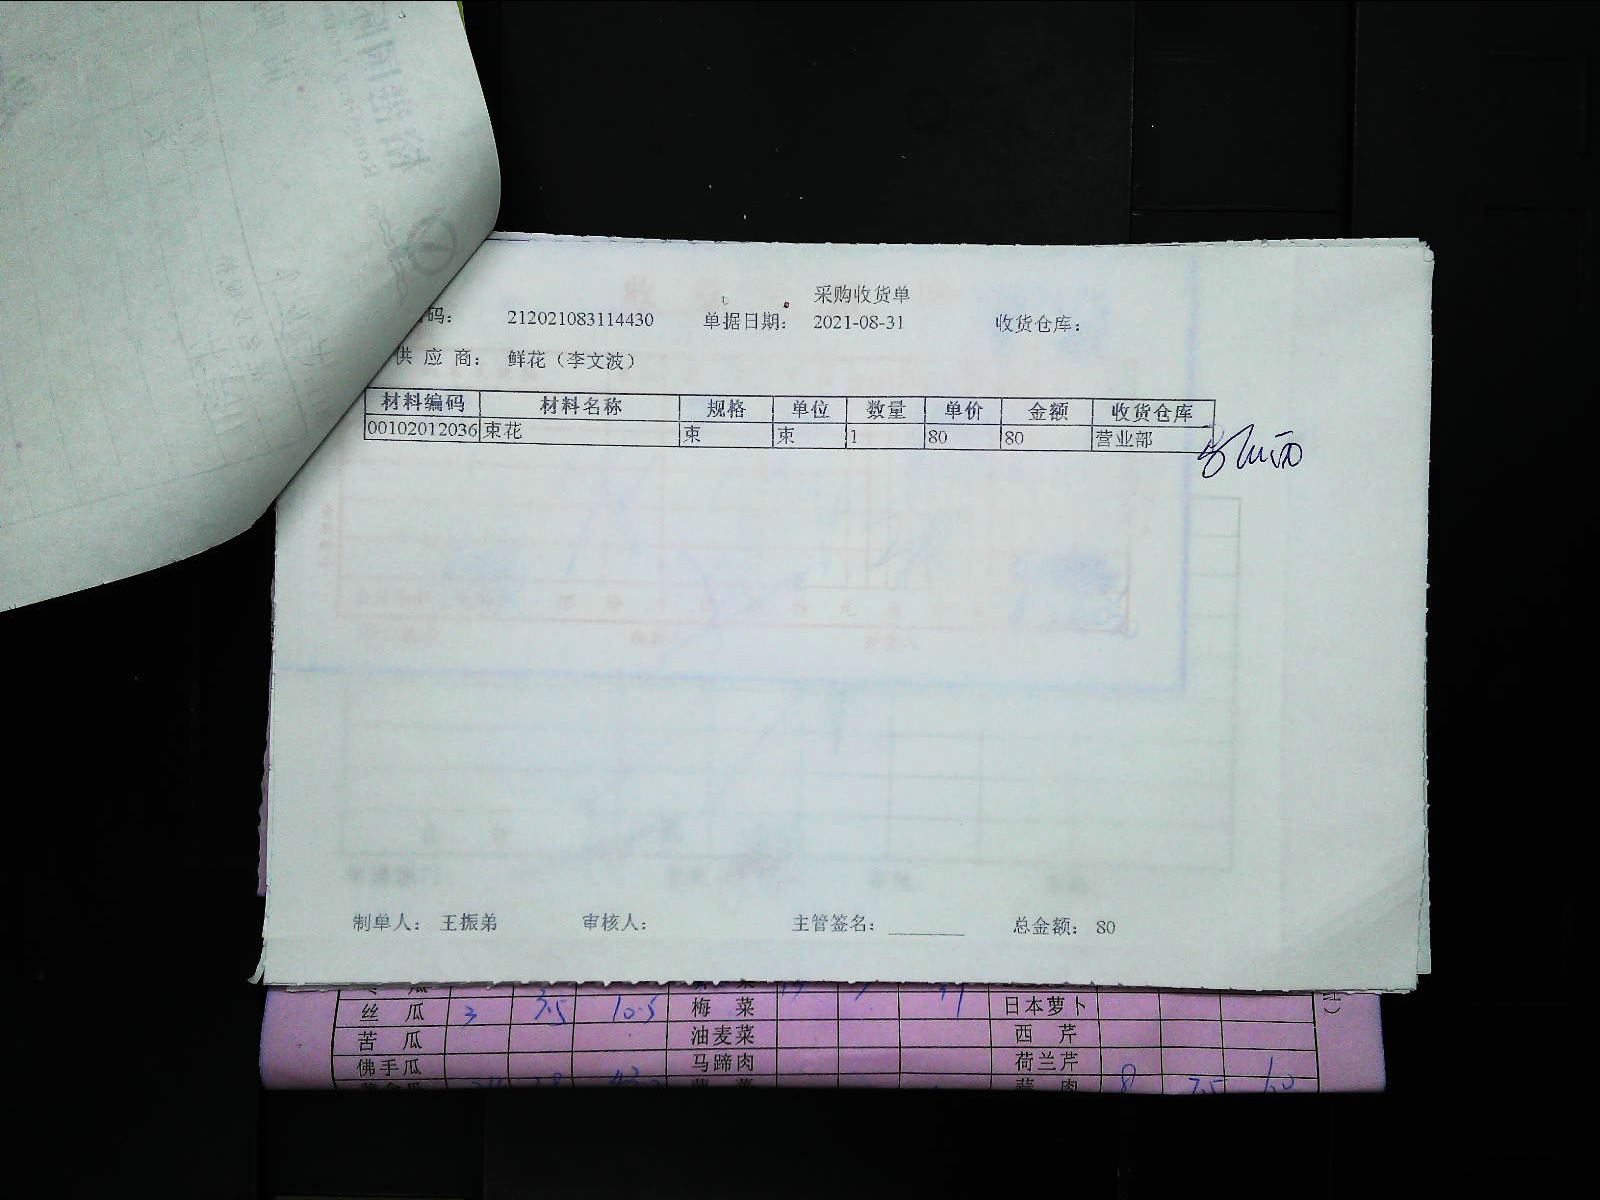 采购收货单
码： 212021083114430 单据日期： 2021-08-31 收货仓库：
供应商： 鲜花（李文波）
材料编码 材料名称 规格 单位 数量 单价 金额 收货仓库
00102012036 束花 束 束 1 80 80 营业部
制单人： 王振弟 审核人： 主管签名： 总金额： 80
丝瓜 3 3.5 10.5 梅菜 日本萝卜
苦瓜 油麦菜 西芹
佛手瓜 马蹄肉 荷兰芹
8 7.5 60